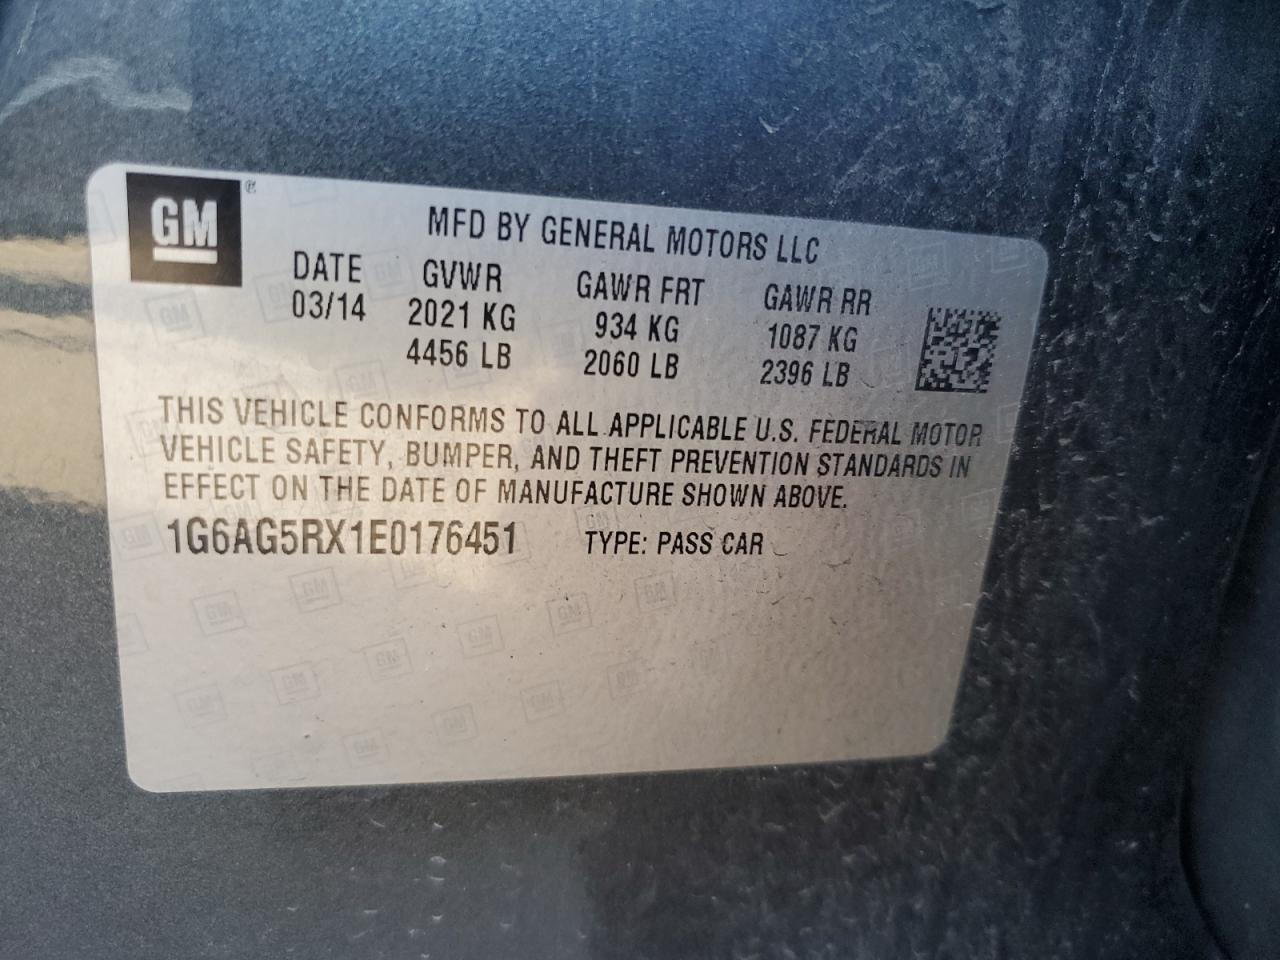 GM ®
MFD BY GENERAL MOTORS LLC
DATE GVWR GAWR FRT GAWR RR
03/14 2021 KG 934 KG 1087 KG
4456 LB 2060 LB 2396 LB
THIS VEHICLE CONFORMS TO ALL APPLICABLE U.S. FEDERAL MOTOR
VEHICLE SAFETY, BUMPER, AND THEFT PREVENTION STANDARDS IN
EFFECT ON THE DATE OF MANUFACTURE SHOWN ABOVE.
1G6AG5RX1E0176451 TYPE: PASS CAR